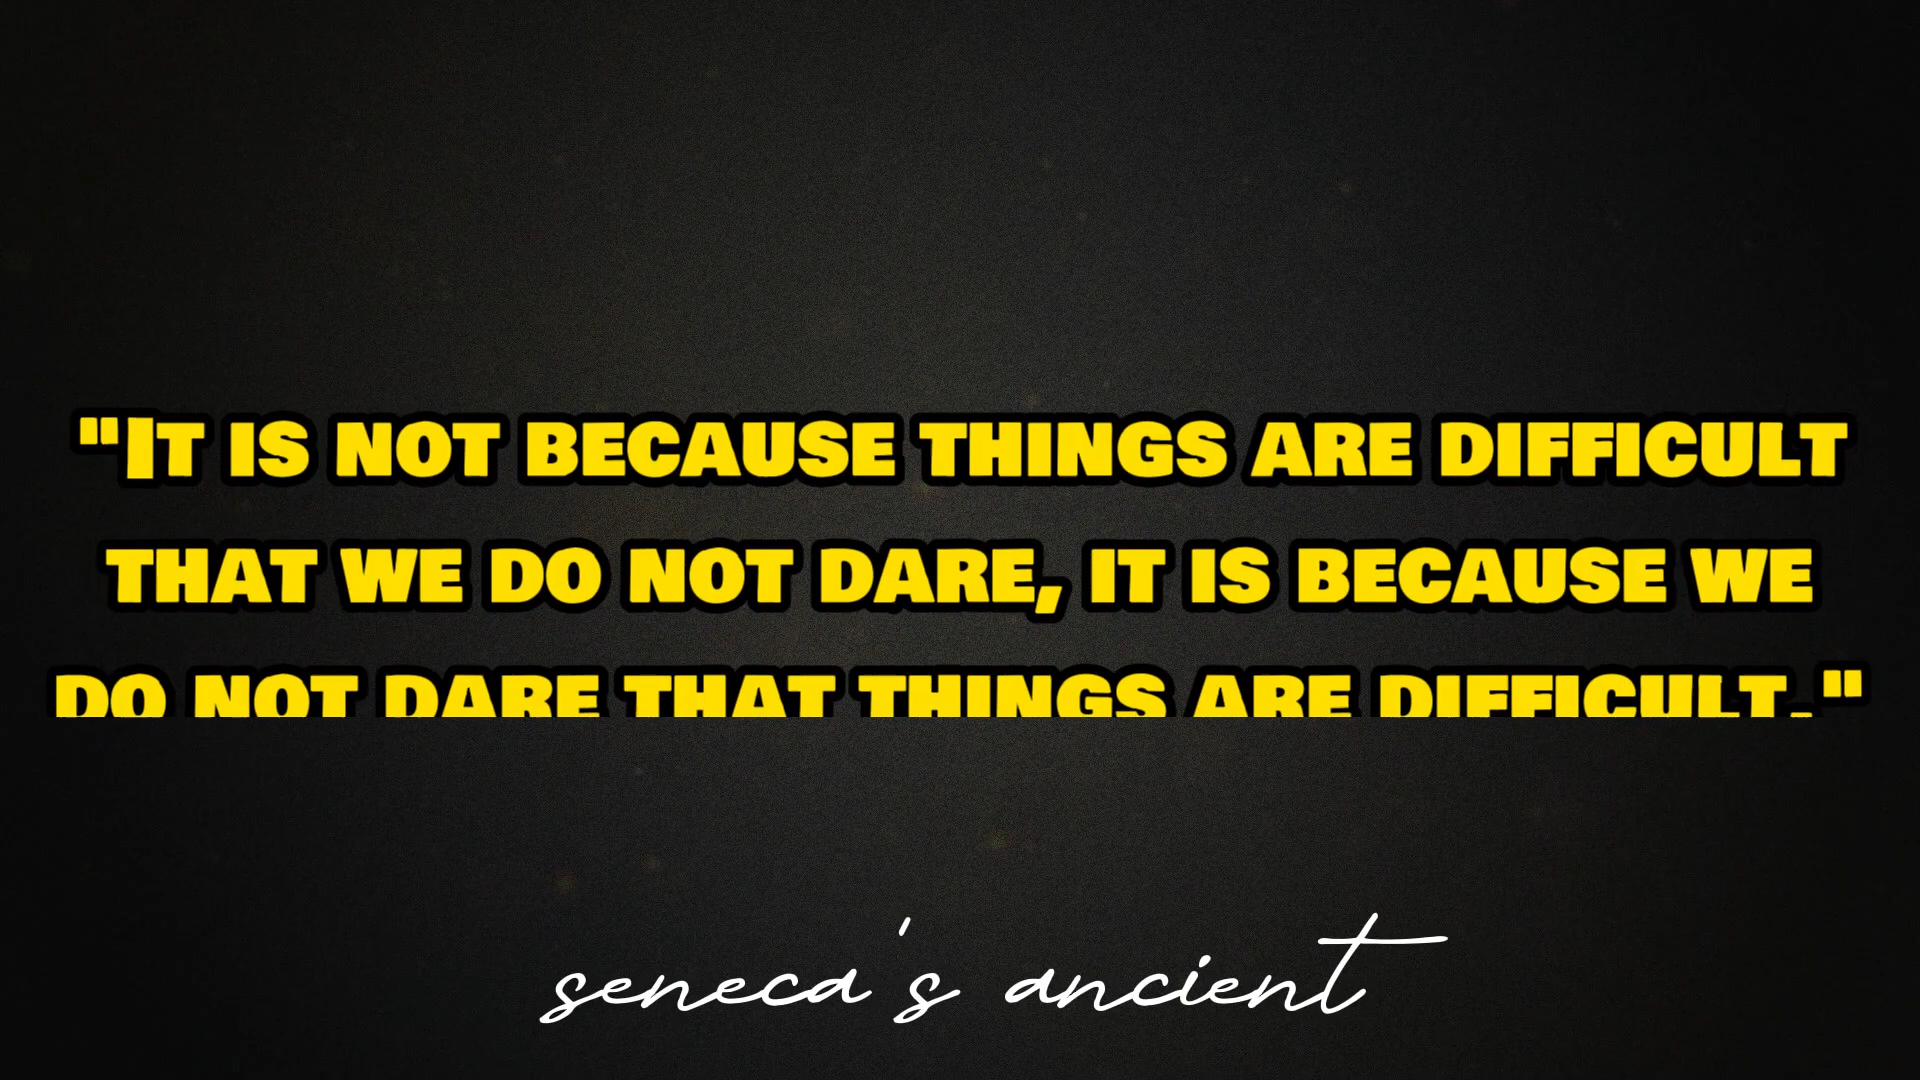 "It is not because things are difficult
that we do not dare, it is because we
do not dare that things are difficult."
seneca's ancient